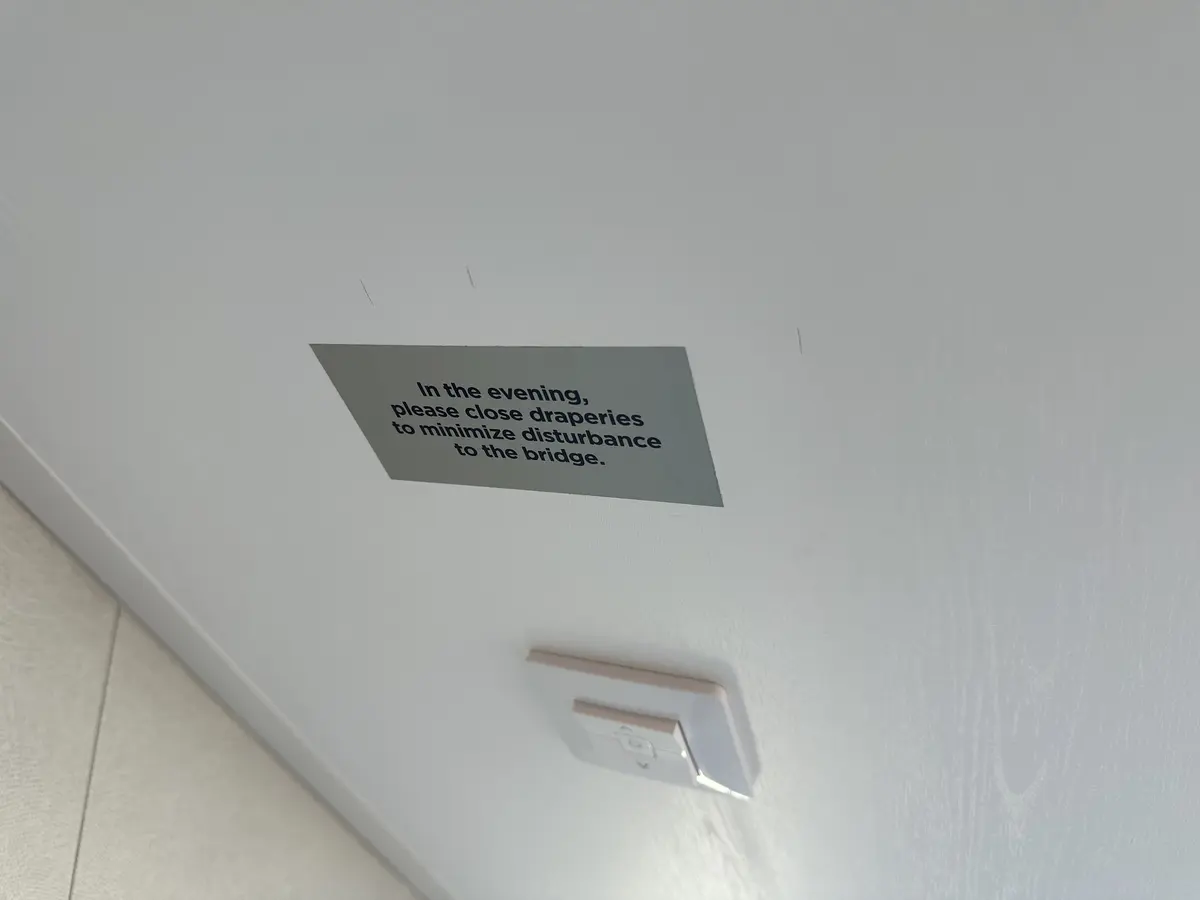 In the evening,
please close draperies
to minimize disturbance
to the bridge.